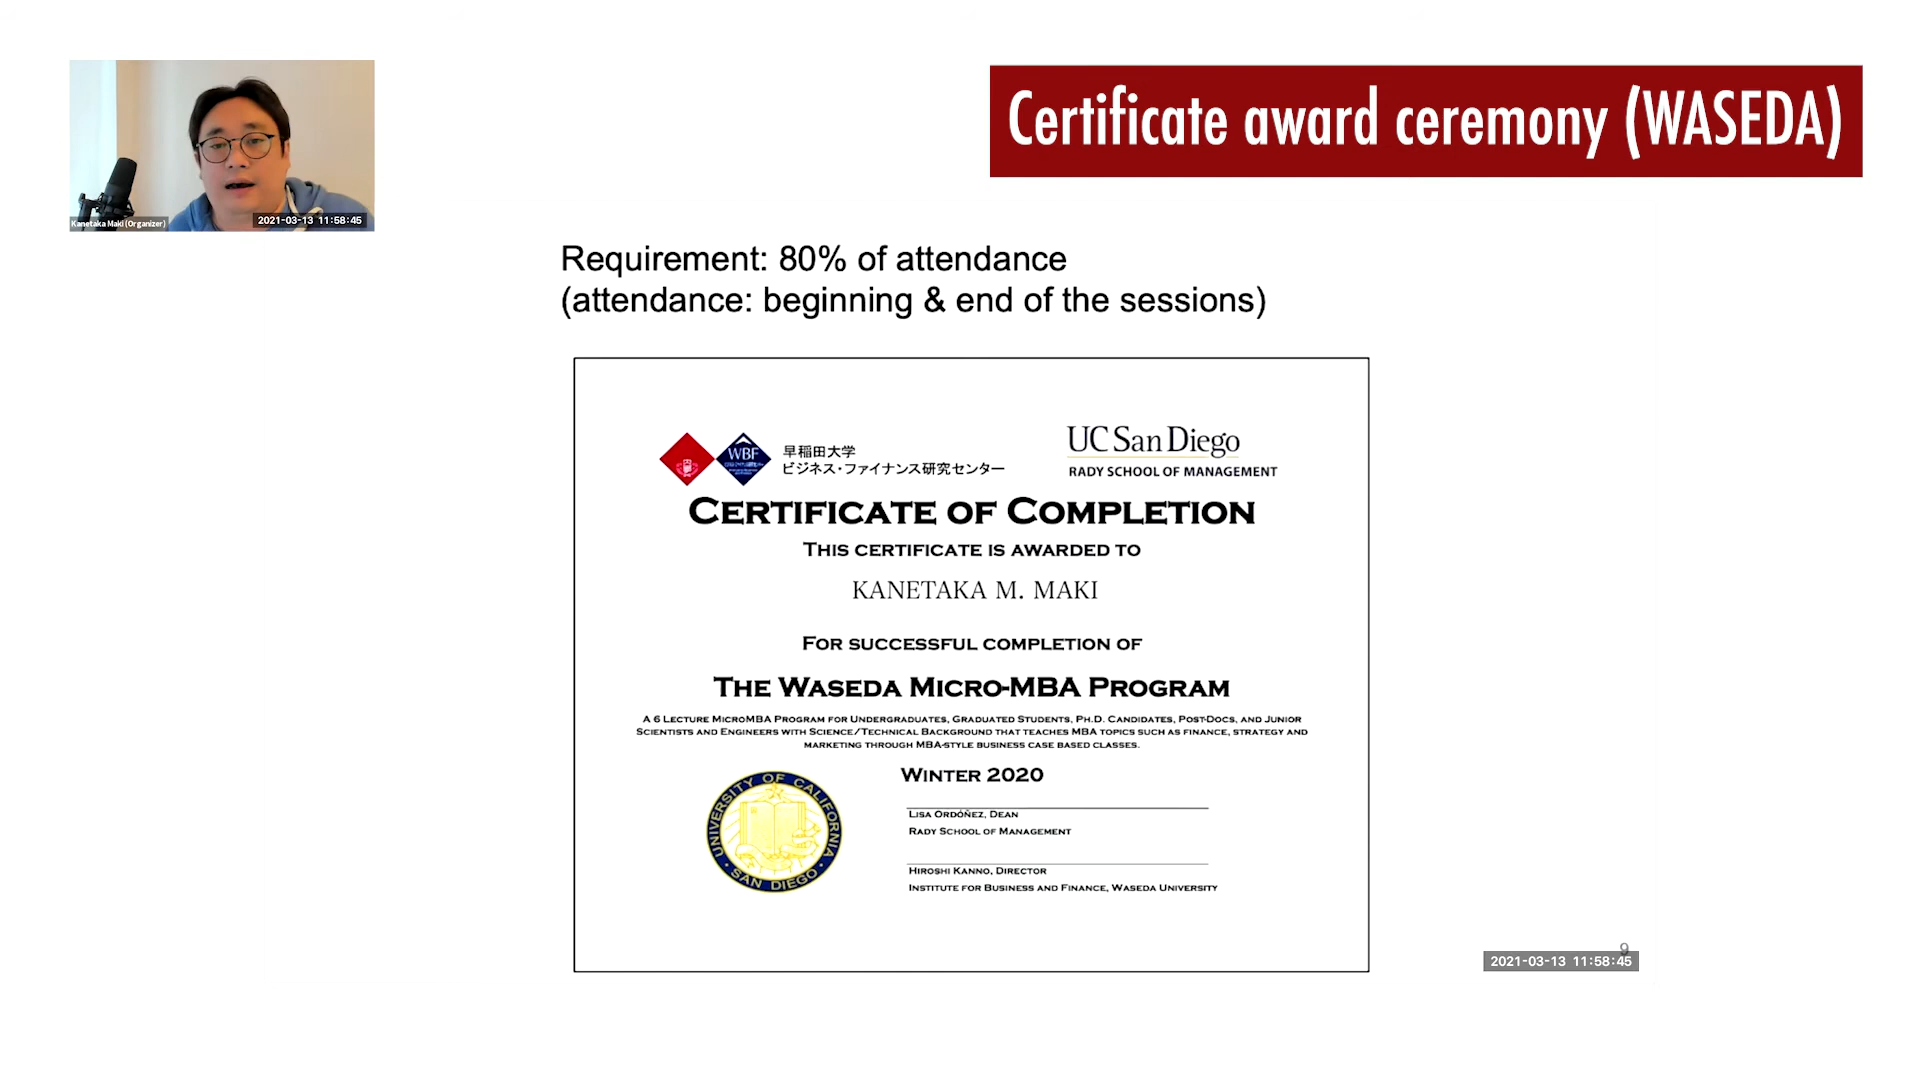 Certificate award ceremony (WASEDA)
Kanetaka Maki (Organizer)
2021-03-13 11:58:45
Requirement: 80% of attendance
(attendance: beginning & end of the sessions)
WBF
早稲田大学
ビジネス・ファイナンス研究センター
UC San Diego
RADY SCHOOL OF MANAGEMENT
CERTIFICATE OF COMPLETION
THIS CERTIFICATE IS AWARDED TO
KANETAKA M. MAKI
FOR SUCCESSFUL COMPLETION OF
THE WASEDA MICRO-MBA PROGRAM
A 6 LECTURE MICROMBA PROGRAM FOR UNDERGRADUATES, GRADUATED STUDENTS, PH.D. CANDIDATES, POST-DOCS, AND JUNIOR
SCIENTISTS AND ENGINEERS WITH SCIENCE/TECHNICAL BACKGROUND THAT TEACHES MBA TOPICS SUCH AS FINANCE, STRATEGY AND
MARKETING THROUGH MBA-STYLE BUSINESS CASE BASED CLASSES.
WINTER 2020
UNIVERSITY OF CALIFORNIA
SAN DIEGO
LISA ORDÓÑEZ, DEAN
RADY SCHOOL OF MANAGEMENT
HIROSHI KANNO, DIRECTOR
INSTITUTE FOR BUSINESS AND FINANCE, WASEDA UNIVERSITY
9
2021-03-13 11:58:45